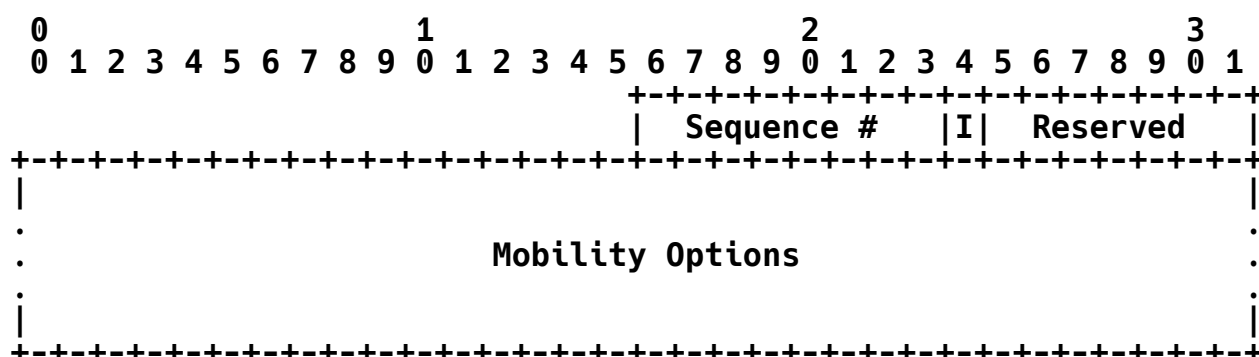 0                   1                   2                   3
 0 1 2 3 4 5 6 7 8 9 0 1 2 3 4 5 6 7 8 9 0 1 2 3 4 5 6 7 8 9 0 1
                                +-+-+-+-+-+-+-+-+-+-+-+-+-+-+-+-+
                                |  Sequence #   |I|  Reserved   |
+-+-+-+-+-+-+-+-+-+-+-+-+-+-+-+-+-+-+-+-+-+-+-+-+-+-+-+-+-+-+-+-+
|                                                               |
.                                                               .
.                        Mobility Options                       .
.                                                               .
|                                                               |
+-+-+-+-+-+-+-+-+-+-+-+-+-+-+-+-+-+-+-+-+-+-+-+-+-+-+-+-+-+-+-+-+